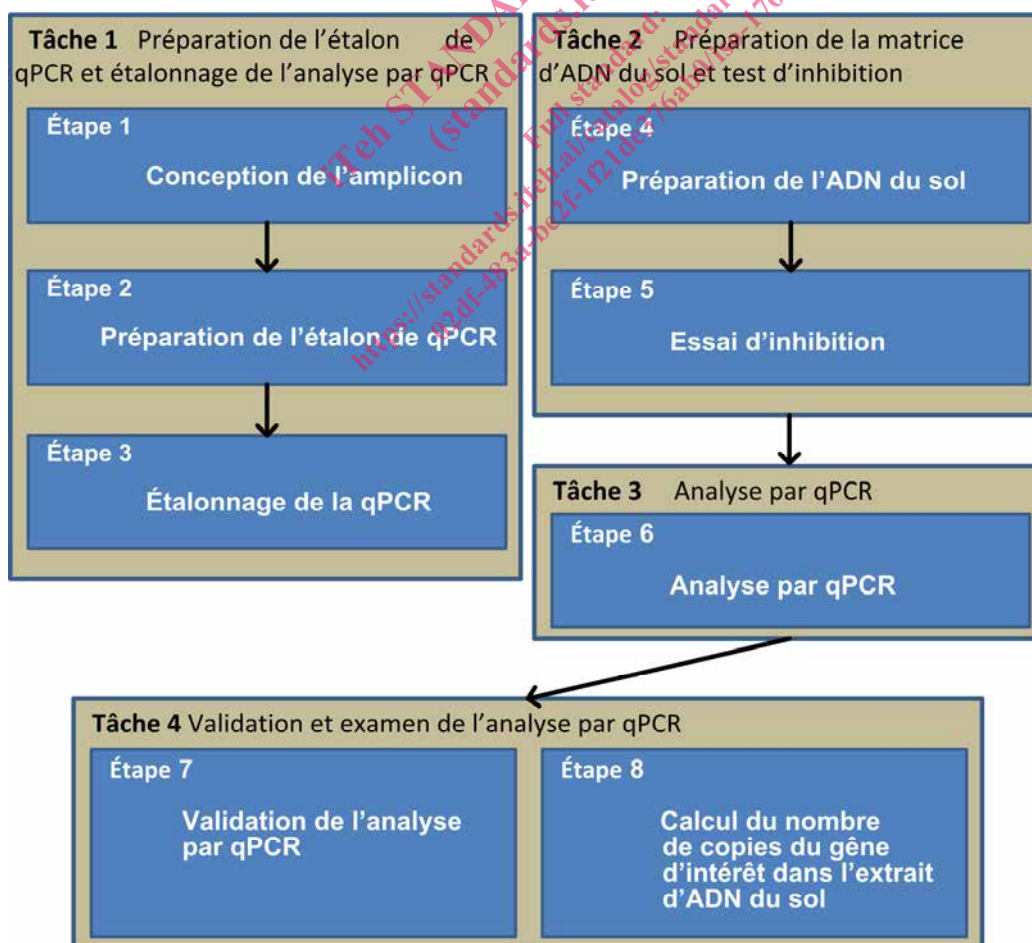 Tâche 1 Préparation de l'étalon de
qPCR et étalonnage de l'analyse par qPCR
Étape 1
Conception de l'amplicon
Étape 2
Préparation de l'étalon de qPCR
Étape 3
Étalonnage de la qPCR
Tâche 2 Préparation de la matrice
d'ADN du sol et test d'inhibition
Étape 4
Préparation de l'ADN du sol
Étape 5
Essai d'inhibition
Tâche 3 Analyse par qPCR
Étape 6
Analyse par qPCR
Tâche 4 Validation et examen de l'analyse par qPCR
Étape 7
Validation de l'analyse
par qPCR
Étape 8
Calcul du nombre
de copies du gêne
d'intérêt dans l'extrait
d'ADN du sol